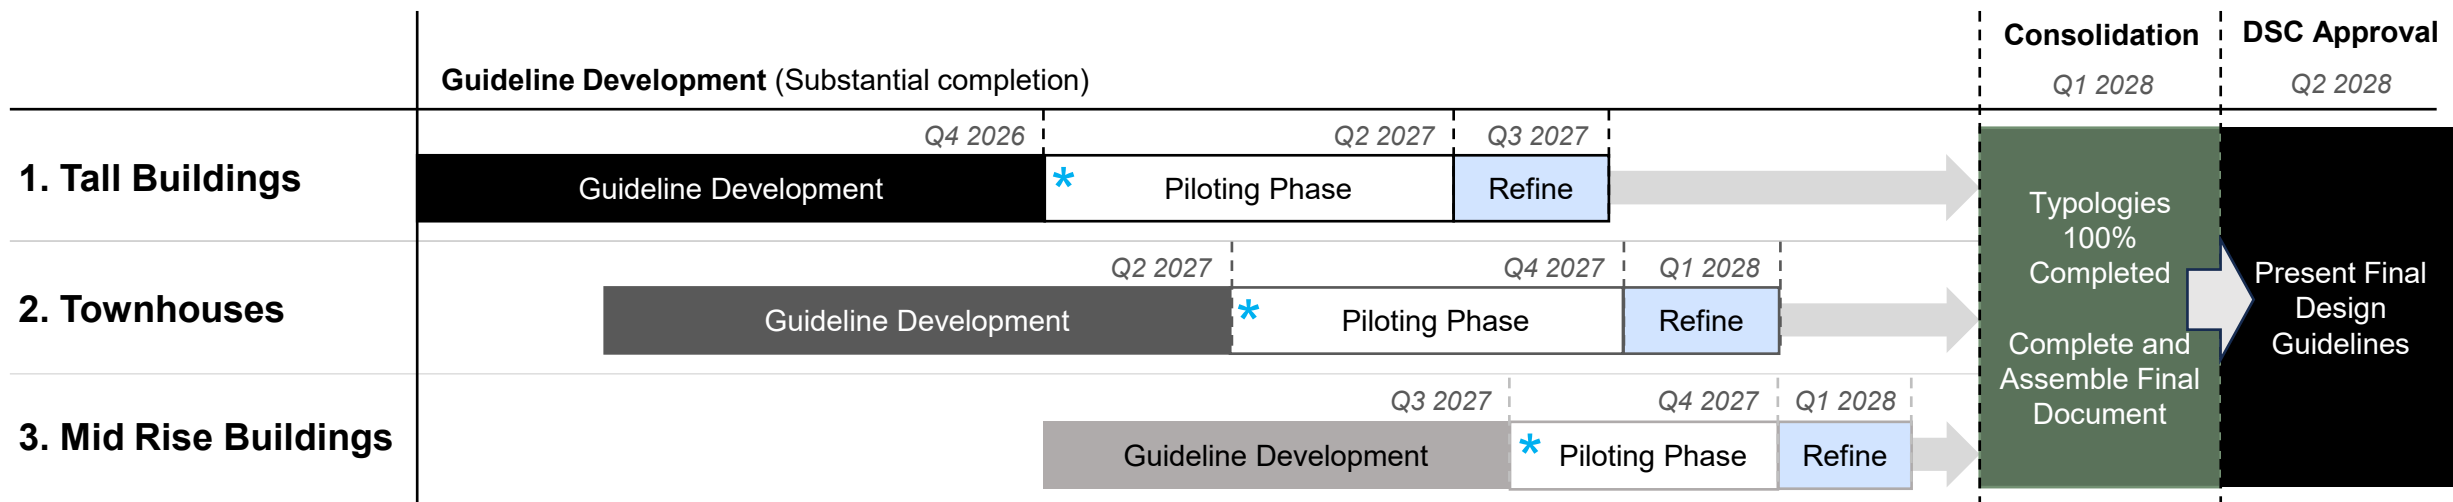 Consolidation
DSC Approval
Guideline Development (Substantial completion)
Q1 2028
Q2 2028
Q4 2026
Q2 2027
Q3 2027
1. Tall Buildings
Guideline Development
*
Piloting Phase
Refine
Q2 2027
Q4 2027
Q1 2028
2. Townhouses
Guideline Development
*
Piloting Phase
Refine
Q3 2027
Q4 2027
Q1 2028
3. Mid Rise Buildings
Guideline Development
*
Piloting Phase
Refine
Typologies
100%
Completed
Complete and
Assemble Final
Document
Present Final
Design
Guidelines